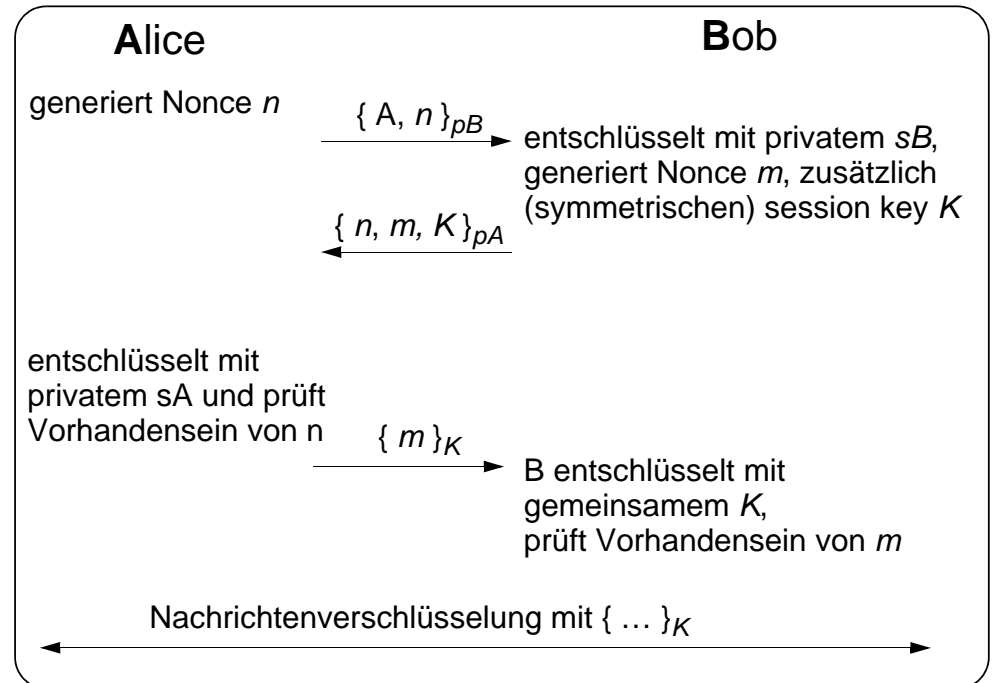 Alice
Bob
generiert Nonce n
{ A, n }pB
entschlüsselt mit privatem sB,
generiert Nonce m, zusätzlich
(symmetrischen) session key K
{ n, m, K }pA
entschlüsselt mit
privatem sA und prüft
Vorhandensein von n
{ m }K
B entschlüsselt mit
gemeinsamem K,
prüft Vorhandensein von m
Nachrichtenverschlüsselung mit { … }K